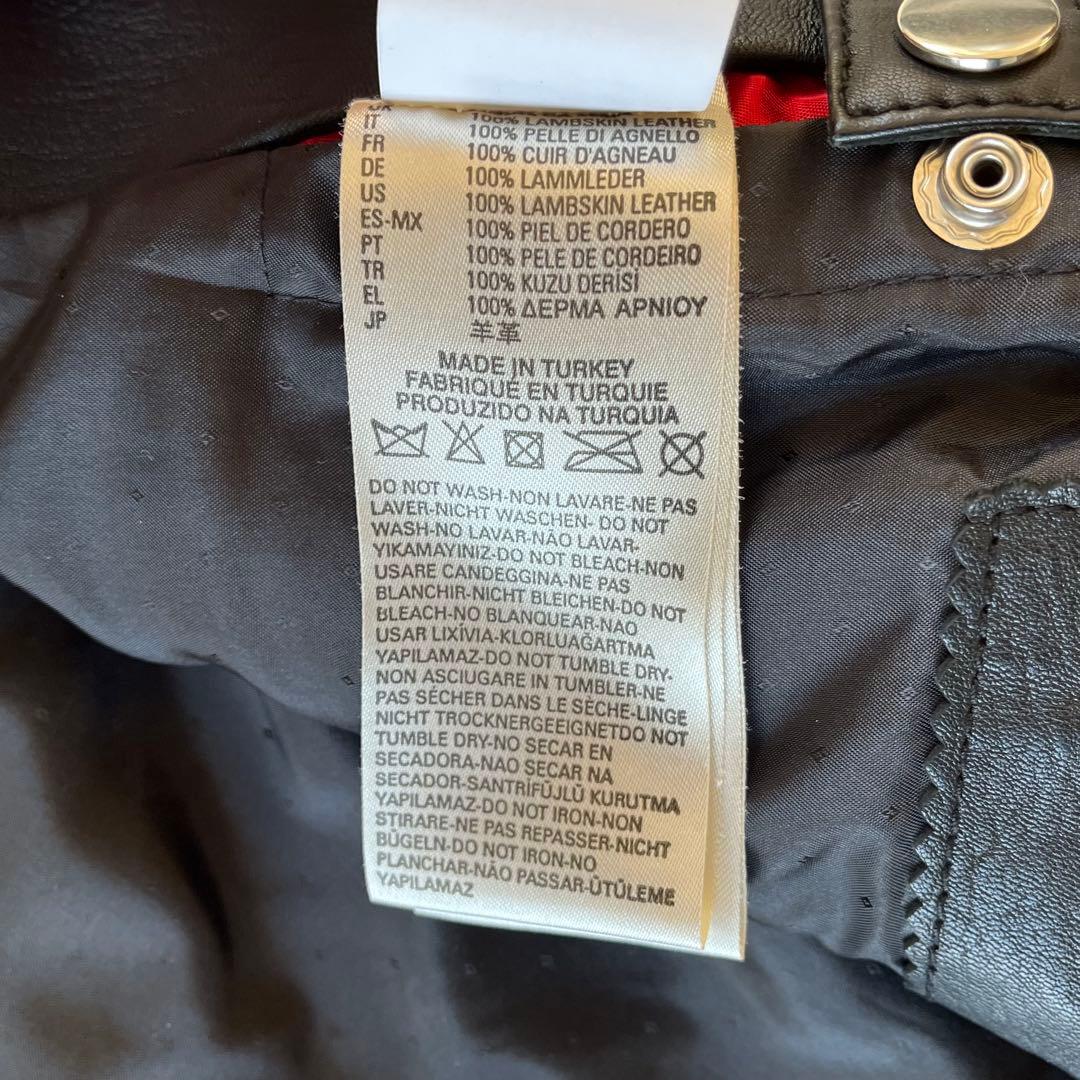 UK 100% LAMBSKIN LEATHER
IT 100% PELLE DI AGNELLO
FR 100% CUIR D'AGNEAU
DE 100% LAMMLEDER
US 100% LAMBSKIN LEATHER
ES-MX 100% PIEL DE CORDERO
PT 100% PELE DE CORDEIRO
TR 100% KUZU DERİSİ
EL 100% ΔΕΡΜΑ ΑΡΝΙΟΥ
JP 羊革
MADE IN TURKEY
FABRIQUE EN TURQUIE
PRODUZIDO NA TURQUIA
DO NOT WASH-NON LAVARE-NE PAS
LAVER-NICHT WASCHEN- DO NOT
WASH-NO LAVAR-NÃO LAVAR-
YIKAMAYINIZ-DO NOT BLEACH-NON
USARE CANDEGGINA-NE PAS
BLANCHIR-NICHT BLEICHEN-DO NOT
BLEACH-NO BLANQUEAR-NAO
USAR LIXÍVIA-KLORLUAĞARTMA
YAPILAMAZ-DO NOT TUMBLE DRY-
NON ASCIUGARE IN TUMBLER-NE
PAS SÉCHER DANS LE SÈCHE-LINGE
NICHT TROCKNERGEEIGNETDO NOT
TUMBLE DRY-NO SECAR EN
SECADORA-NAO SECAR NA
SECADOR-SANTRİFÜJLÜ KURUTMA
YAPILAMAZ-DO NOT IRON-NON
STIRARE-NE PAS REPASSER-NICHT
BÜGELN-DO NOT IRON-NO
PLANCHAR-NÃO PASSAR-ÜTÜLEME
YAPILAMAZ